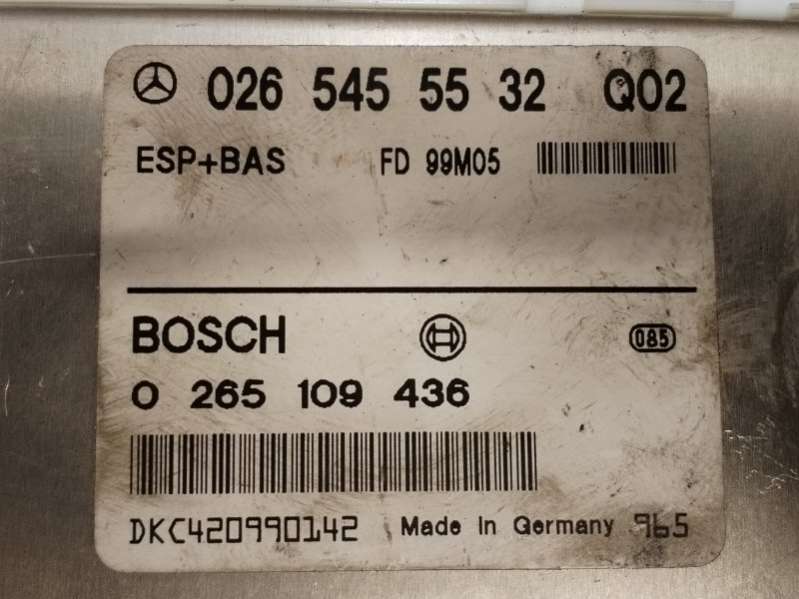 026 545 55 32 Q02
ESP+BAS FD 99M05
BOSCH 085
0 265 109 436
DKC420990142 Made in Germany 965